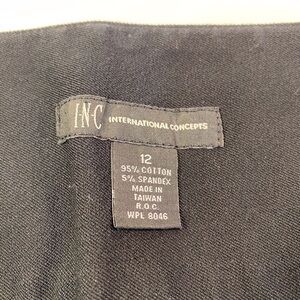 I·N·C INTERNATIONAL CONCEPTS
12
95% COTTON
5% SPANDEX
MADE IN
TAIWAN
R.O.C.
WPL 8046